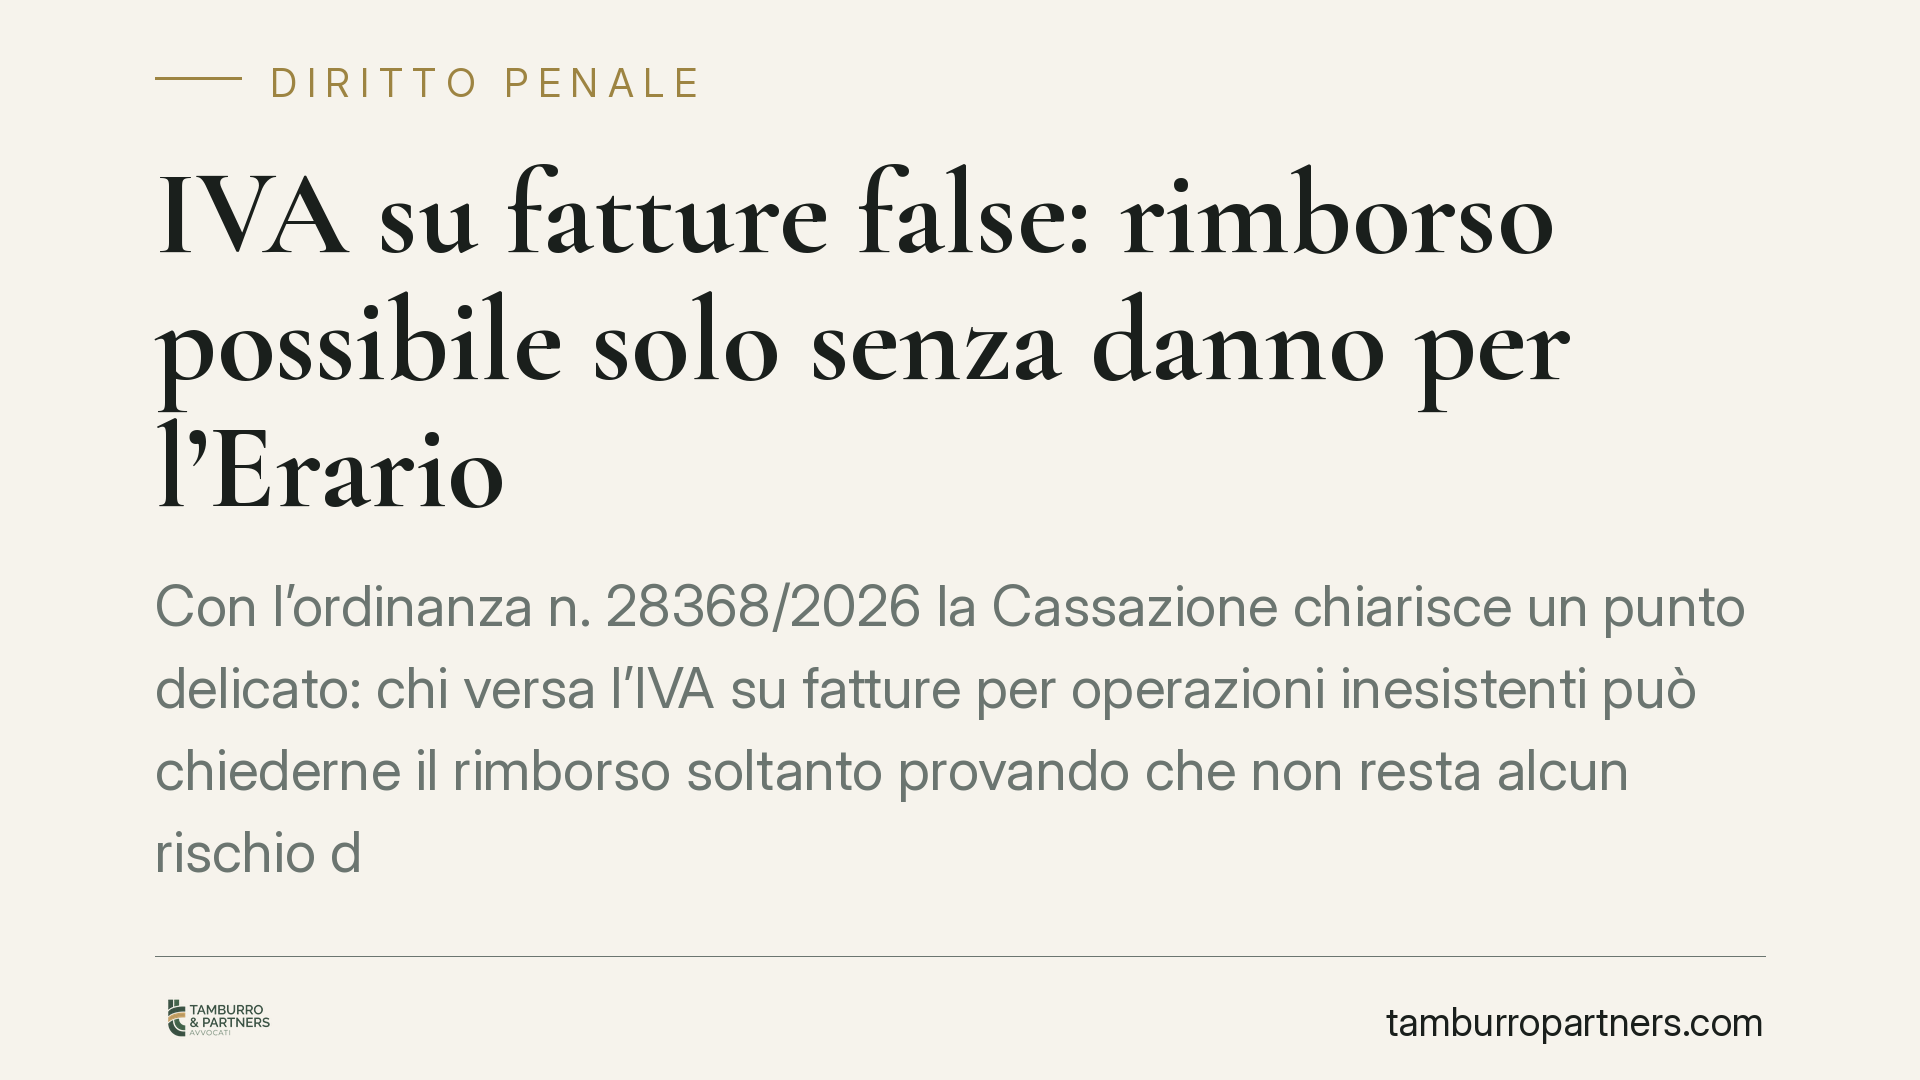 DIRITTO PENALE
IVA su fatture false: rimborso
possibile solo senza danno per
l’Erario
Con l’ordinanza n. 28368/2026 la Cassazione chiarisce un punto
delicato: chi versa l’IVA su fatture per operazioni inesistenti può
chiederne il rimborso soltanto provando che non resta alcun
rischio d
TAMBURRO
& PARTNERS
AVVOCATI
tamburropartners.com